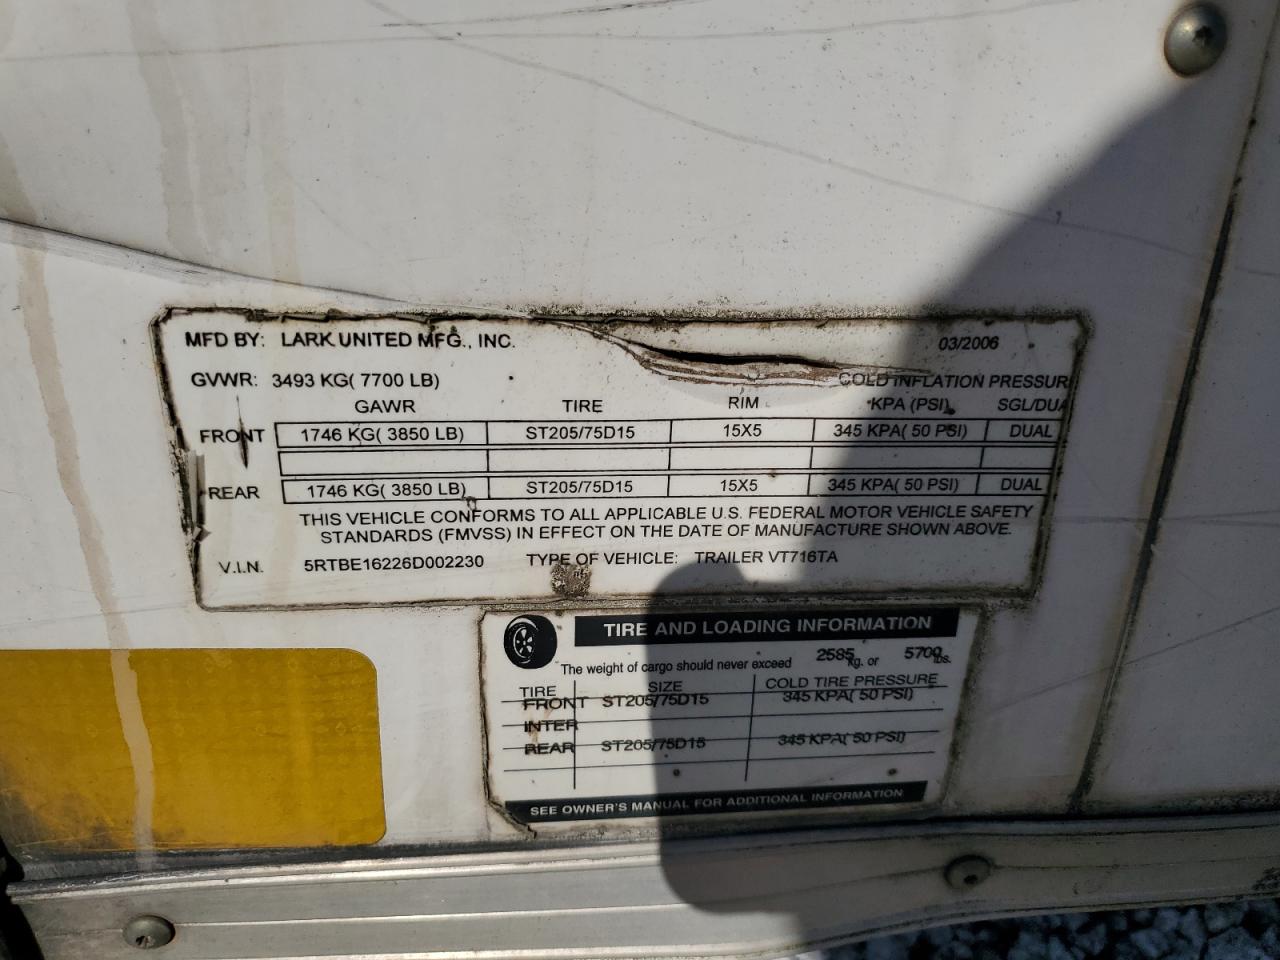 MFD BY: LARK UNITED MFG., INC. 03/2006
GVWR: 3493 KG( 7700 LB) COLD INFLATION PRESSUR
GAWR TIRE RIM KPA (PSI) SGL/DUA
FRONT 1746 KG( 3850 LB) ST205/75D15 15X5 345 KPA( 50 PSI) DUAL
REAR 1746 KG( 3850 LB) ST205/75D15 15X5 345 KPA( 50 PSI) DUAL
THIS VEHICLE CONFORMS TO ALL APPLICABLE U.S. FEDERAL MOTOR VEHICLE SAFETY
STANDARDS (FMVSS) IN EFFECT ON THE DATE OF MANUFACTURE SHOWN ABOVE.
V.I.N. 5RTBE16226D002230 TYPE OF VEHICLE: TRAILER VT716TA
TIRE AND LOADING INFORMATION
The weight of cargo should never exceed 2585 kg. or 5700 lbs.
TIRE SIZE COLD TIRE PRESSURE
FRONT ST205/75D15 345 KPA( 50 PSI)
INTER
REAR ST205/75D15 345 KPA( 50 PSI)
SEE OWNER'S MANUAL FOR ADDITIONAL INFORMATION